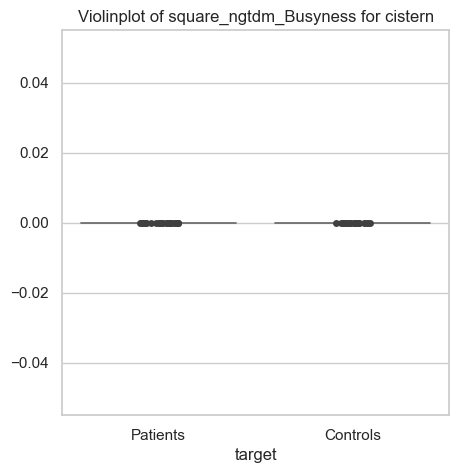 Violinplot of square_ngtdm_Busyness for cistern
0.04
0.02
0.00
−0.02
−0.04
Patients
Controls
target